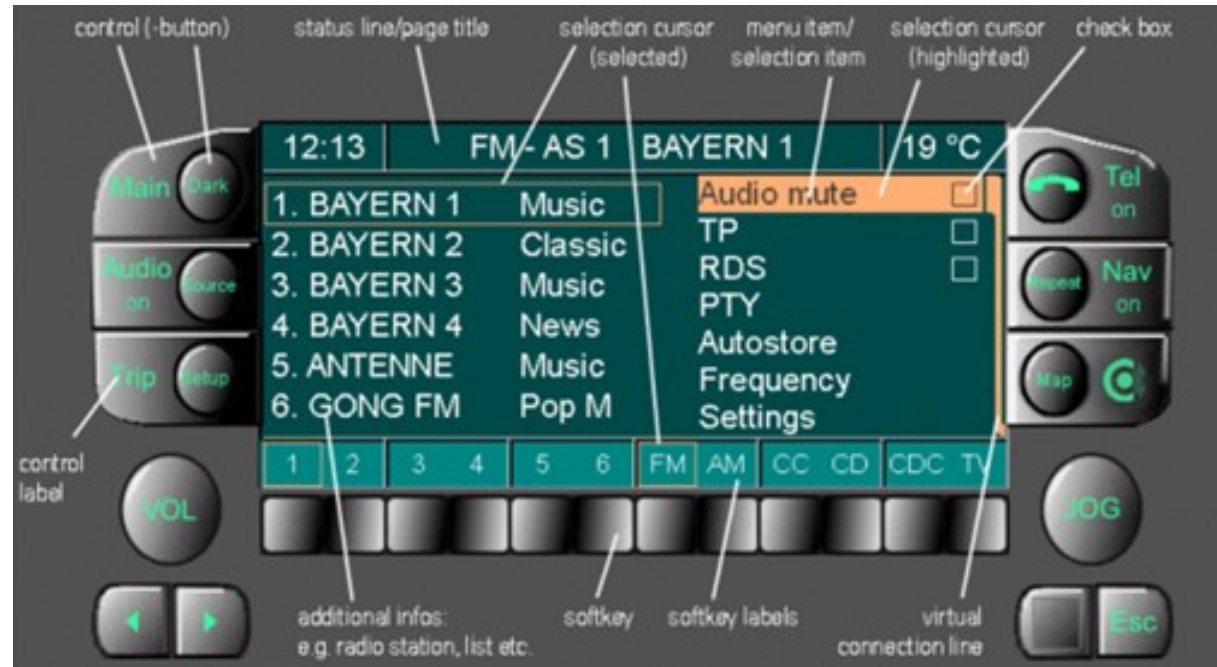 control (-button)
status line/page title
selection cursor
(selected)
menu item/
selection item
selection cursor
(highlighted)
check box
12:13
FM - AS 1 BAYERN 1
19 °C
Main
Dark
Audio
on
Source
Trip
Setup
1. BAYERN 1 Music
2. BAYERN 2 Classic
3. BAYERN 3 Music
4. BAYERN 4 News
5. ANTENNE Music
6. GONG FM Pop M
Audio mute
TP
RDS
PTY
Autostore
Frequency
Settings
Tel
on
Repeat
Nav
on
Map
1 2 3 4 5 6 FM AM CC CD CDC TV
control
label
VOL
JOG
additional infos:
e.g. radio station, list etc.
softkey
softkey labels
virtual
connection line
Esc